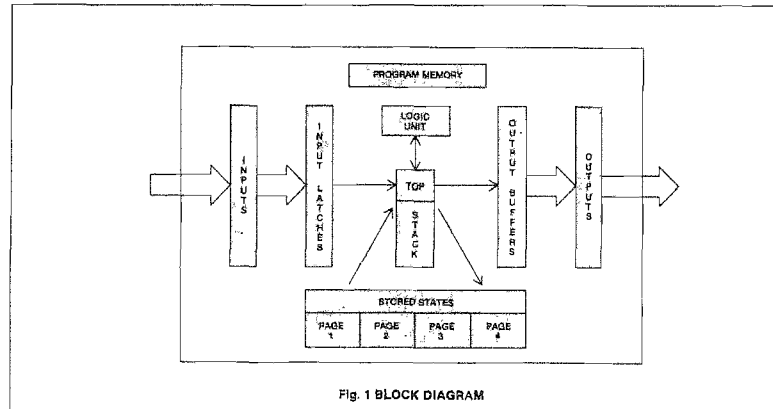 PROGRAM MEMORY
LOGIC
UNIT
INPUTS
INPUT LATCHES
TOP
STACK
OUTPUT BUFFERS
OUTPUTS
STORED STATES
PAGE
1
PAGE
2
PAGE
3
PAGE
4
Fig. 1 BLOCK DIAGRAM